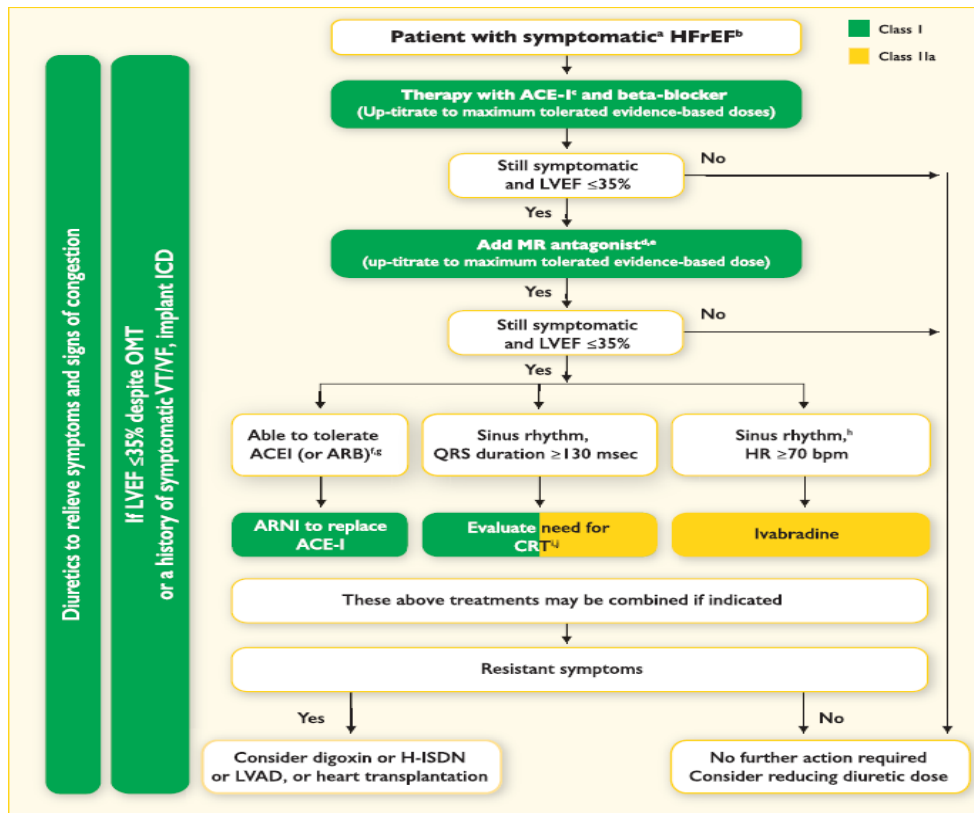 Patient with symptomaticᵃ HFrEFᵇ
Class I
Class IIa
Diuretics to relieve symptoms and signs of congestion
If LVEF ≤35% despite OMT
or a history of symptomatic VT/VF, implant ICD
Therapy with ACE-Iᶜ and beta-blocker
(Up-titrate to maximum tolerated evidence-based doses)
Still symptomatic
and LVEF ≤35%
No
Yes
Add MR antagonistᵈ,ᵉ
(up-titrate to maximum tolerated evidence-based dose)
Yes
Still symptomatic
and LVEF ≤35%
No
Yes
Able to tolerate
ACEI (or ARB)ᶠ,ᵍ
Sinus rhythm,
QRS duration ≥130 msec
Sinus rhythm,ʰ
HR ≥70 bpm
ARNI to replace
ACE-I
Evaluate need for
CRTⁱ,ʲ
Ivabradine
These above treatments may be combined if indicated
Resistant symptoms
Yes
No
Consider digoxin or H-ISDN
or LVAD, or heart transplantation
No further action required
Consider reducing diuretic dose